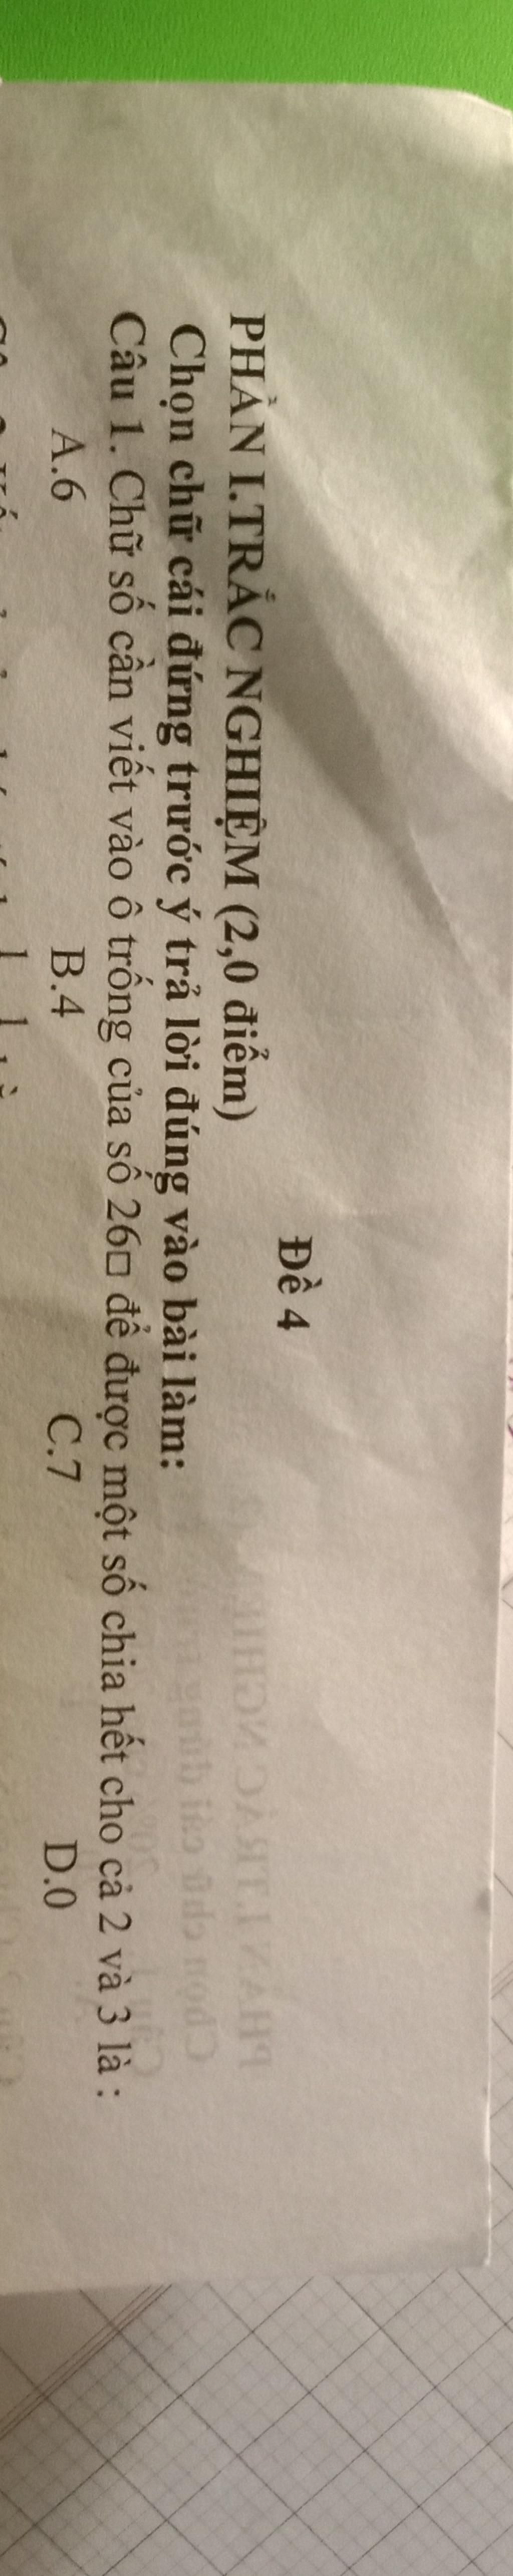 Đề 4
PHẦN I.TRẮC NGHIỆM (2,0 điểm)
Chọn chữ cái đứng trước ý trả lời đúng vào bài làm:
Câu 1. Chữ số cần viết vào ô trống của số 26□ để được một số chia hết cho cả 2 và 3 là :
A.6 B.4 C.7 D.0